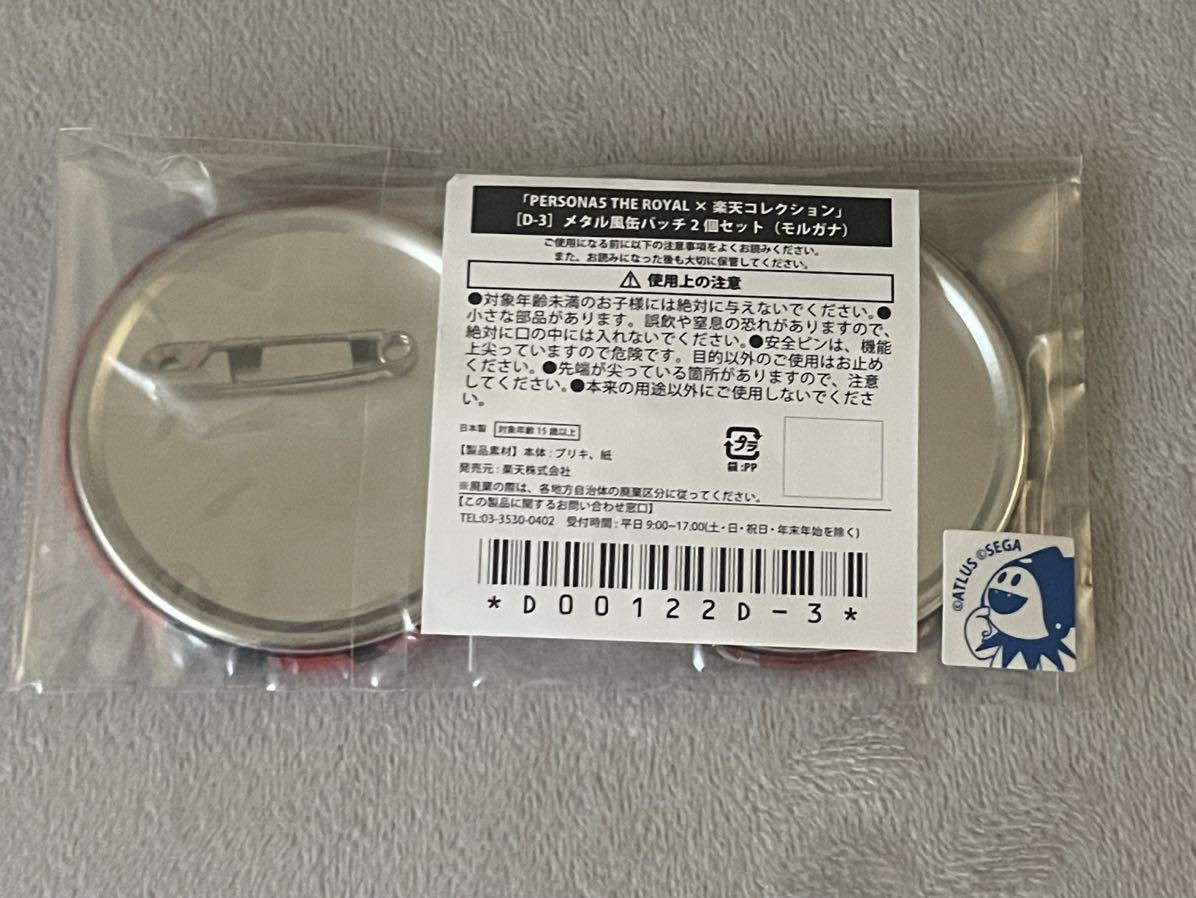 「PERSONA5 THE ROYAL × 楽天コレクション」
［D-3］メタル風缶バッチ2個セット（モルガナ）
ご使用になる前に以下の注意事項をよくお読みください。
また、お読みになった後も大切に保管してください。
⚠ 使用上の注意
●対象年齢未満のお子様には絶対に与えないでください。●
小さな部品があります。誤飲や窒息の恐れがありますので、
絶対に口の中には入れないでください。●安全ピンは、機能
上尖っていますので危険です。目的以外のご使用はお止め
ください。●先端が尖っている箇所がありますので、注意
してください。●本来の用途以外にご使用しないでくださ
い。
日本製 対象年齢15歳以上
【製品素材】本体：ブリキ、紙
発売元：楽天株式会社
プラ
袋:PP
※廃棄の際は、各地方自治体の廃棄区分に従ってください。
【この製品に関するお問い合わせ窓口】
TEL:03-3530-0402 受付時間：平日 9:00~17:00(土・日・祝日・年末年始を除く)
*D00122D-3*
©ATLUS ©SEGA